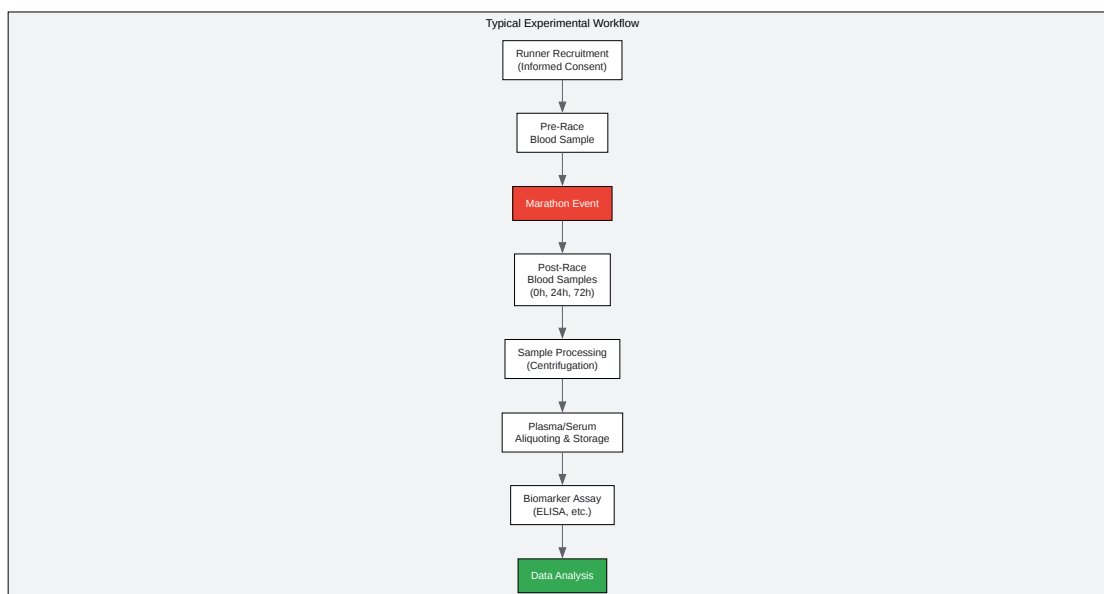 Typical Experimental Workflow
Runner Recruitment
(Informed Consent)
Pre-Race
Blood Sample
Marathon Event
Post-Race
Blood Samples
(0h, 24h, 72h)
Sample Processing
(Centrifugation)
Plasma/Serum
Aliquoting & Storage
Biomarker Assay
(ELISA, etc.)
Data Analysis